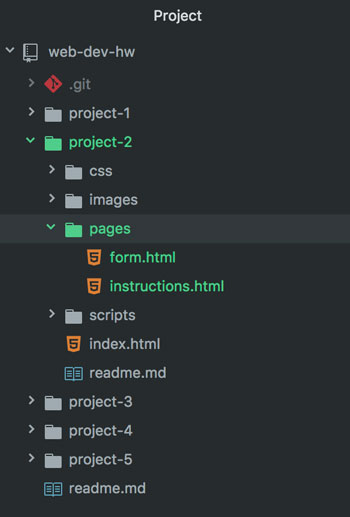 Project
web-dev-hw
.git
project-1
project-2
css
images
pages
form.html
instructions.html
scripts
index.html
readme.md
project-3
project-4
project-5
readme.md